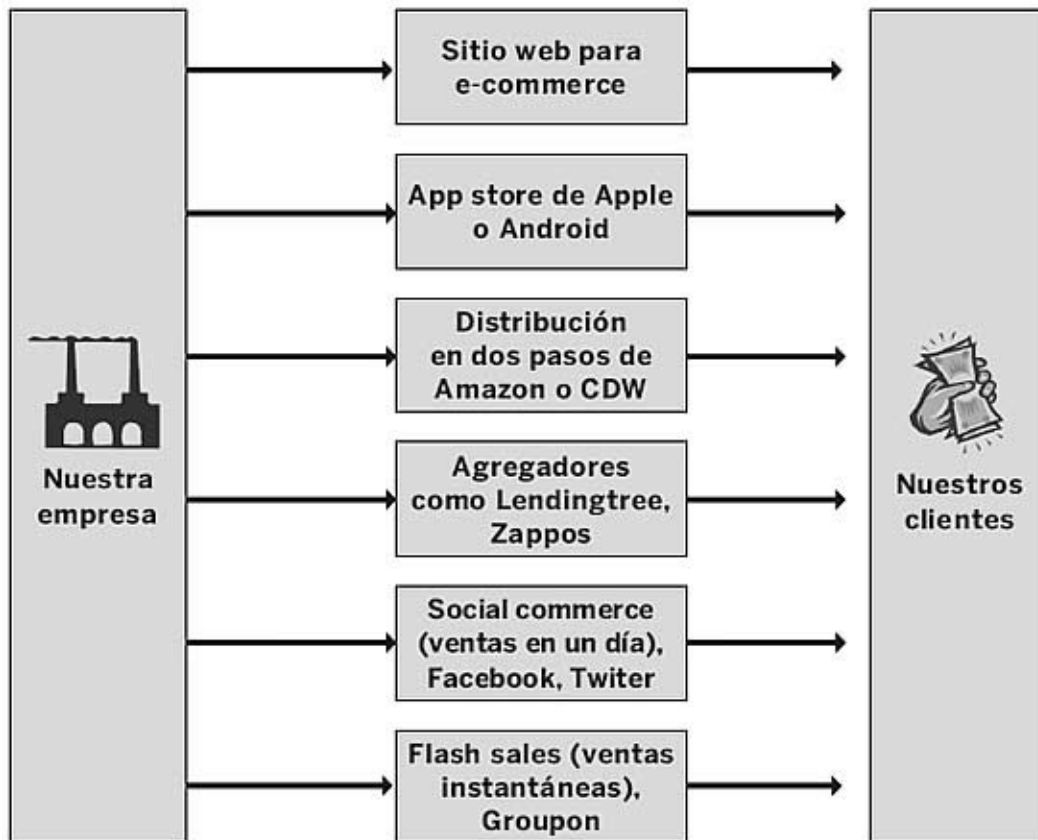 Sitio web para
e-commerce
App store de Apple
o Android
Distribución
en dos pasos de
Amazon o CDW
Nuestra
empresa
Agregadores
como Lendingtree,
Zappos
Nuestros
clientes
Social commerce
(ventas en un día),
Facebook, Twiter
Flash sales (ventas
instantáneas),
Groupon